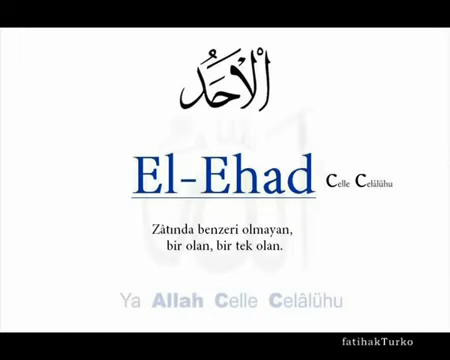 الْأَحَدُ
El-Ehad Celle Celâlühu
Zâtında benzeri olmayan,
bir olan, bir tek olan.
Ya Allah Celle Celâlühu
fatihakTurko